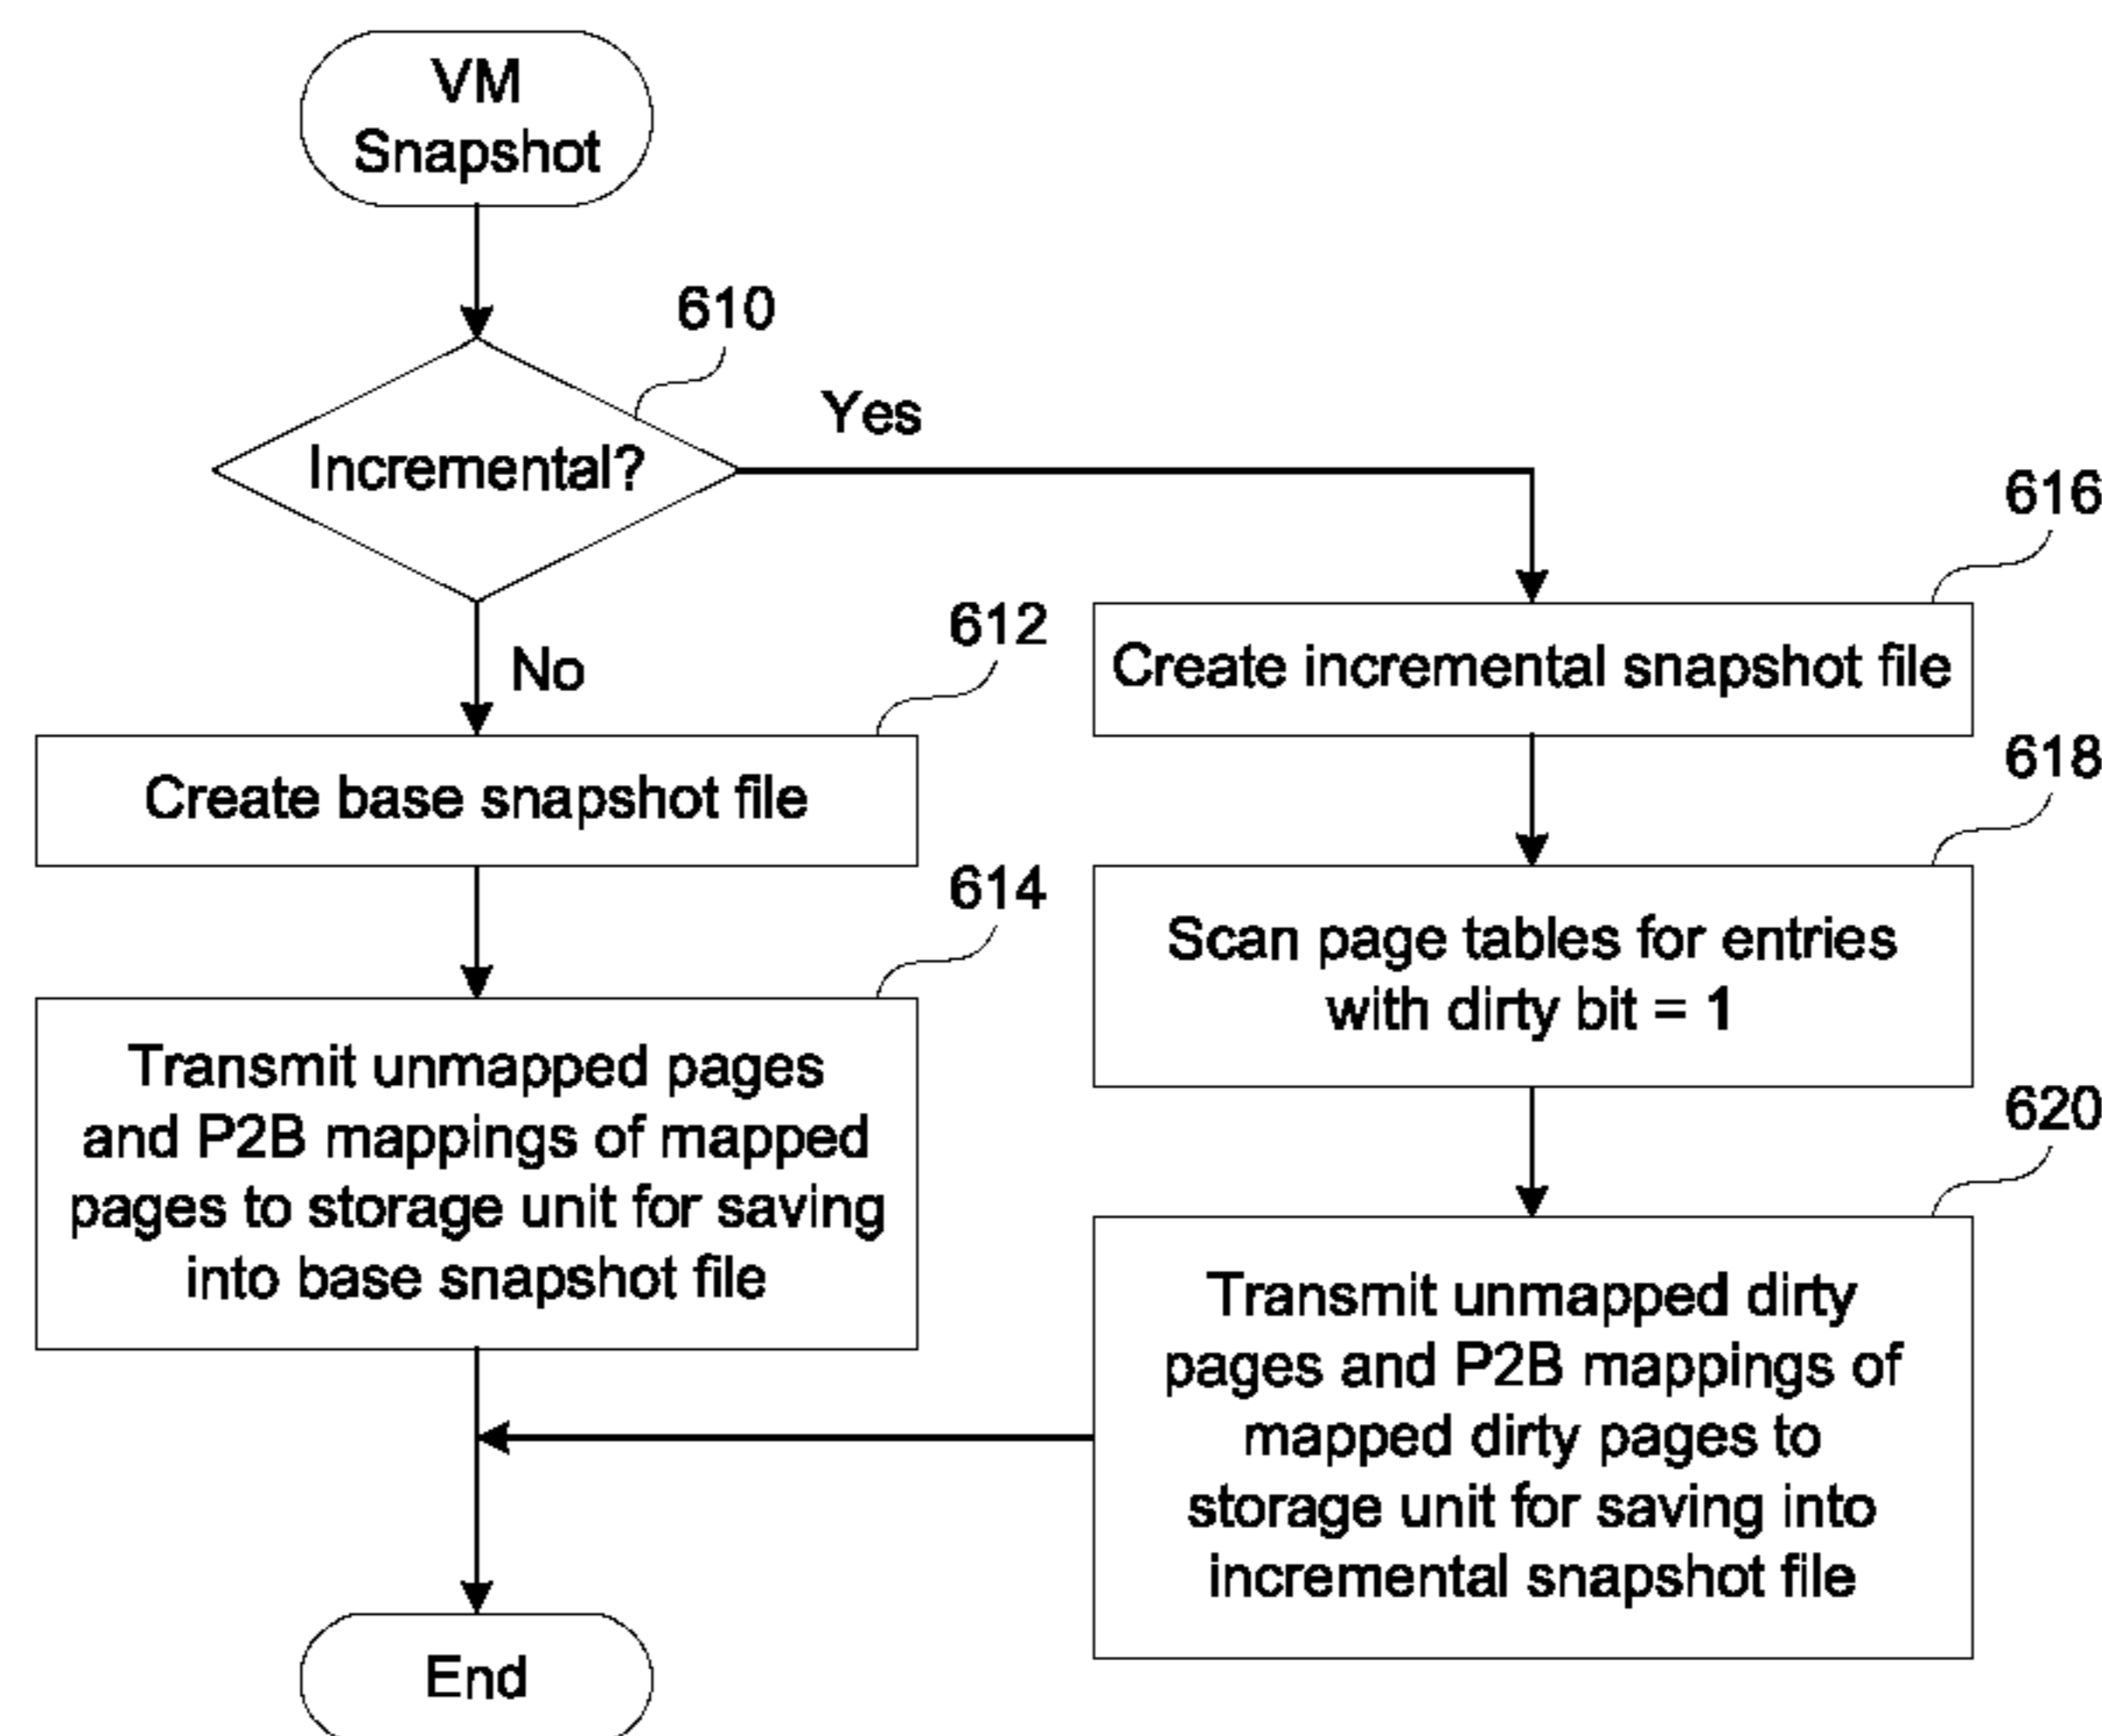 VM
Snapshot
610
Incremental?
Yes
No
612
Create base snapshot file
614
Transmit unmapped pages
and P2B mappings of mapped
pages to storage unit for saving
into base snapshot file
616
Create incremental snapshot file
618
Scan page tables for entries
with dirty bit = 1
620
Transmit unmapped dirty
pages and P2B mappings of
mapped dirty pages to
storage unit for saving into
incremental snapshot file
End